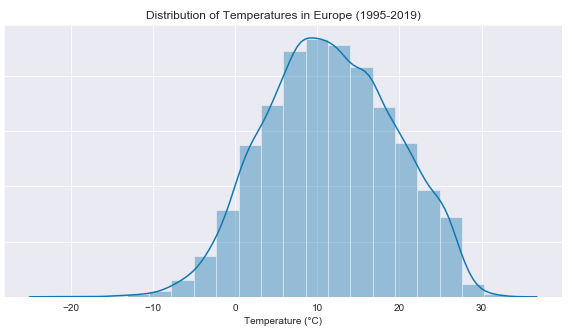 Distribution of Temperatures in Europe (1995-2019)
−20 −10 0 10 20 30
Temperature (°C)